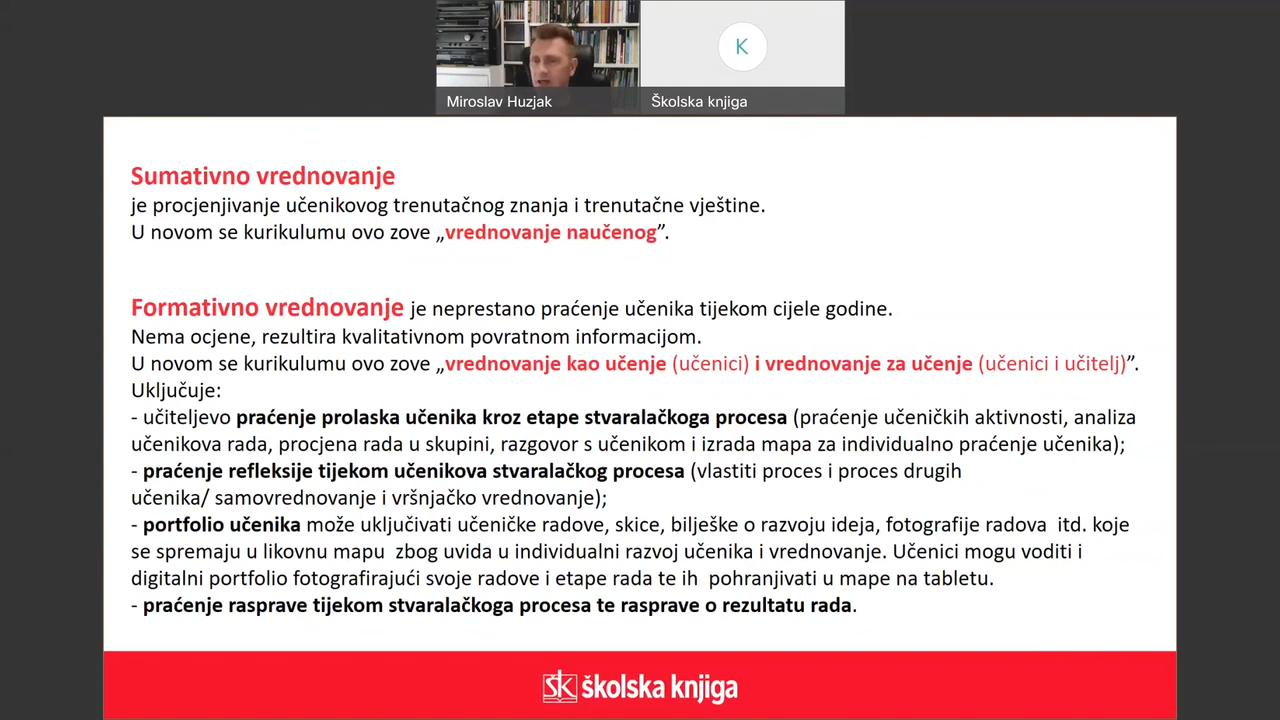 K
Miroslav Huzjak
Školska knjiga
Sumativno vrednovanje
je procjenjivanje učenikovog trenutačnog znanja i trenutačne vještine.
U novom se kurikulumu ovo zove „vrednovanje naučenog”.
Formativno vrednovanje je neprestano praćenje učenika tijekom cijele godine.
Nema ocjene, rezultira kvalitativnom povratnom informacijom.
U novom se kurikulumu ovo zove „vrednovanje kao učenje (učenici) i vrednovanje za učenje (učenici i učitelj)”.
Uključuje:
- učiteljevo praćenje prolaska učenika kroz etape stvaralačkoga procesa (praćenje učeničkih aktivnosti, analiza
učenikova rada, procjena rada u skupini, razgovor s učenikom i izrada mapa za individualno praćenje učenika);
- praćenje refleksije tijekom učenikova stvaralačkog procesa (vlastiti proces i proces drugih
učenika/ samovrednovanje i vršnjačko vrednovanje);
- portfolio učenika može uključivati učeničke radove, skice, bilješke o razvoju ideja, fotografije radova itd. koje
se spremaju u likovnu mapu zbog uvida u individualni razvoj učenika i vrednovanje. Učenici mogu voditi i
digitalni portfolio fotografirajući svoje radove i etape rada te ih pohranjivati u mape na tabletu.
- praćenje rasprave tijekom stvaralačkoga procesa te rasprave o rezultatu rada.
ŠK školska knjiga